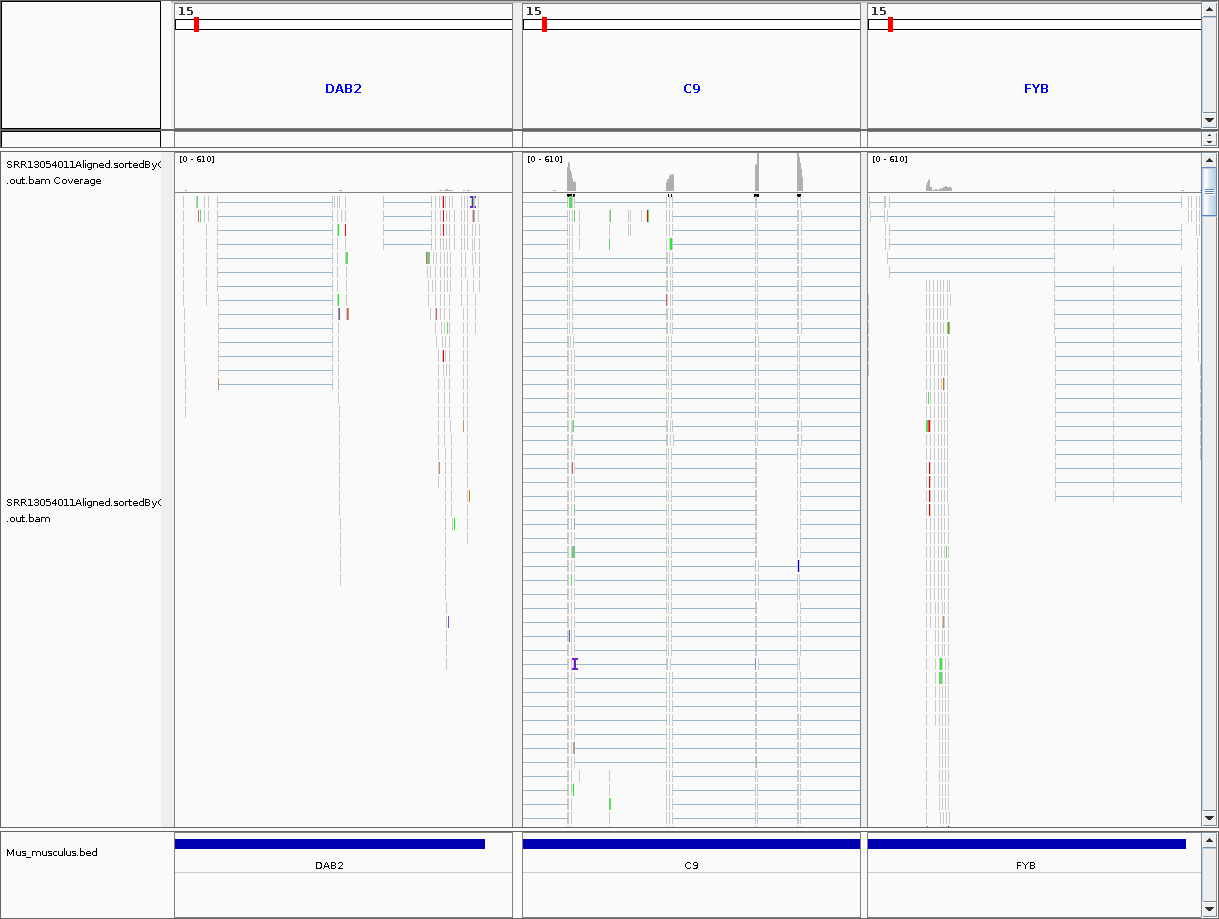 15 15 15
DAB2 C9 FYB
SRR13054011Aligned.sortedByC
.out.bam Coverage
[0 - 610] [0 - 610] [0 - 610]
SRR13054011Aligned.sortedByC
.out.bam
Mus_musculus.bed
DAB2 C9 FYB